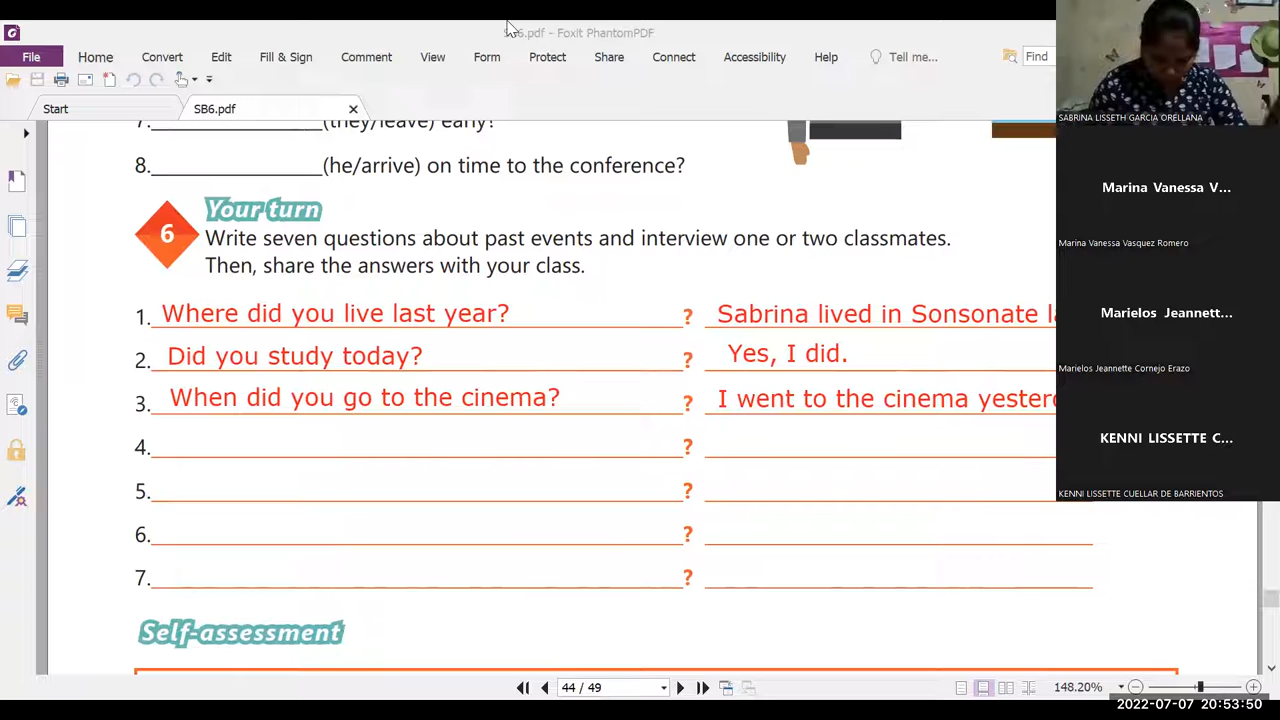 SB6.pdf - Foxit PhantomPDF
File Home Convert Edit Fill & Sign Comment View Form Protect Share Connect Accessibility Help Tell me... Find
Start SB6.pdf
7. (they/leave) early?
8. (he/arrive) on time to the conference?
6 Your turn
Write seven questions about past events and interview one or two classmates.
Then, share the answers with your class.
1. Where did you live last year? ? Sabrina lived in Sonsonate
2. Did you study today? ? Yes, I did.
3. When did you go to the cinema? ? I went to the cinema
4. ?
5. ?
6. ?
7. ?
Self-assessment
44 / 49
148.20%
SABRINA LISSETH GARCIA ORELLANA
Marina Vanessa V...
Marina Vanessa Vasquez Romero
Marielos Jeannett...
Marielos Jeannette Cornejo Erazo
KENNI LISSETTE C...
KENNI LISSETTE CUELLAR DE BARRIENTOS
2022-07-07 20:53:50